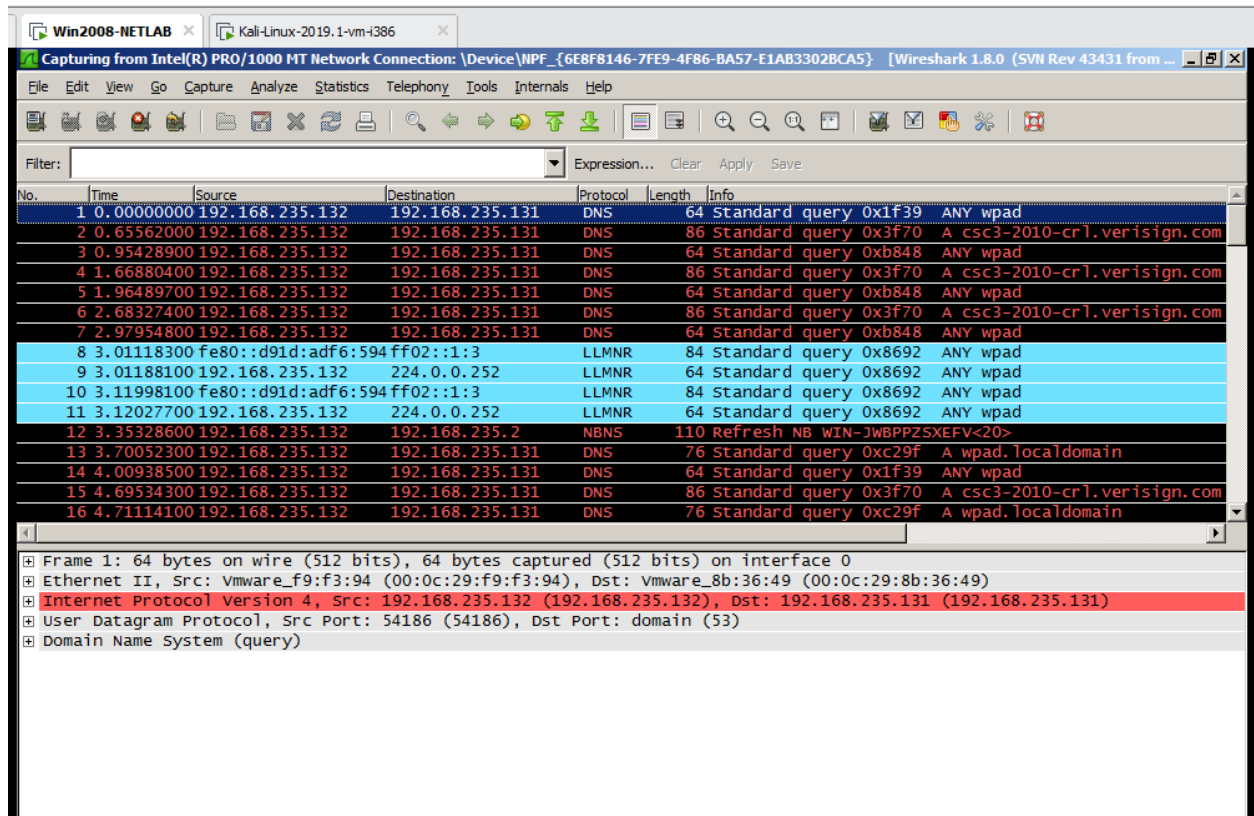 Win2008-NETLAB × Kali-Linux-2019.1-vm-i386 ×
Capturing from Intel(R) PRO/1000 MT Network Connection: \Device\NPF_{6E8F8146-7FE9-4F86-BA57-E1AB3302BCA5} [Wireshark 1.8.0 (SVN Rev 43431 from ...
File Edit View Go Capture Analyze Statistics Telephony Tools Internals Help
Filter: Expression... Clear Apply Save
No. Time Source Destination Protocol Length Info
1 0.00000000 192.168.235.132 192.168.235.131 DNS 64 Standard query 0x1f39 ANY wpad
2 0.65562000 192.168.235.132 192.168.235.131 DNS 86 Standard query 0x3f70 A csc3-2010-crl.verisign.com
3 0.95428900 192.168.235.132 192.168.235.131 DNS 64 Standard query 0xb848 ANY wpad
4 1.66880400 192.168.235.132 192.168.235.131 DNS 86 Standard query 0x3f70 A csc3-2010-crl.verisign.com
5 1.96489700 192.168.235.132 192.168.235.131 DNS 64 Standard query 0xb848 ANY wpad
6 2.68327400 192.168.235.132 192.168.235.131 DNS 86 Standard query 0x3f70 A csc3-2010-crl.verisign.com
7 2.97954800 192.168.235.132 192.168.235.131 DNS 64 Standard query 0xb848 ANY wpad
8 3.01118300 fe80::d91d:adf6:594 ff02::1:3 LLMNR 84 Standard query 0x8692 ANY wpad
9 3.01188100 192.168.235.132 224.0.0.252 LLMNR 64 Standard query 0x8692 ANY wpad
10 3.11998100 fe80::d91d:adf6:594 ff02::1:3 LLMNR 84 Standard query 0x8692 ANY wpad
11 3.12027700 192.168.235.132 224.0.0.252 LLMNR 64 Standard query 0x8692 ANY wpad
12 3.35328600 192.168.235.132 192.168.235.2 NBNS 110 Refresh NB WIN-JWBPPZSXEFV<20>
13 3.70052300 192.168.235.132 192.168.235.131 DNS 76 Standard query 0xc29f A wpad.localdomain
14 4.00938500 192.168.235.132 192.168.235.131 DNS 64 Standard query 0x1f39 ANY wpad
15 4.69534300 192.168.235.132 192.168.235.131 DNS 86 Standard query 0x3f70 A csc3-2010-crl.verisign.com
16 4.71114100 192.168.235.132 192.168.235.131 DNS 76 Standard query 0xc29f A wpad.localdomain
Frame 1: 64 bytes on wire (512 bits), 64 bytes captured (512 bits) on interface 0
Ethernet II, Src: Vmware_f9:f3:94 (00:0c:29:f9:f3:94), Dst: Vmware_8b:36:49 (00:0c:29:8b:36:49)
Internet Protocol Version 4, Src: 192.168.235.132 (192.168.235.132), Dst: 192.168.235.131 (192.168.235.131)
User Datagram Protocol, Src Port: 54186 (54186), Dst Port: domain (53)
Domain Name System (query)